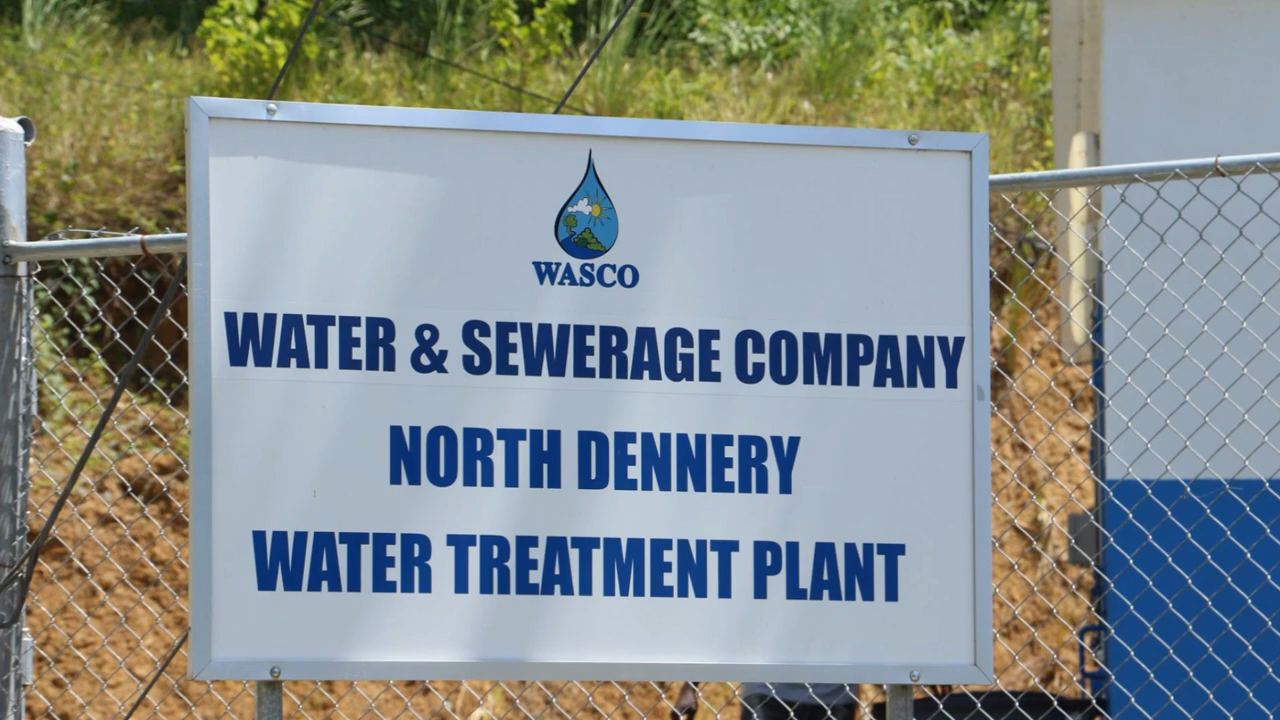 WASCO
WATER & SEWERAGE COMPANY
NORTH DENNERY
WATER TREATMENT PLANT